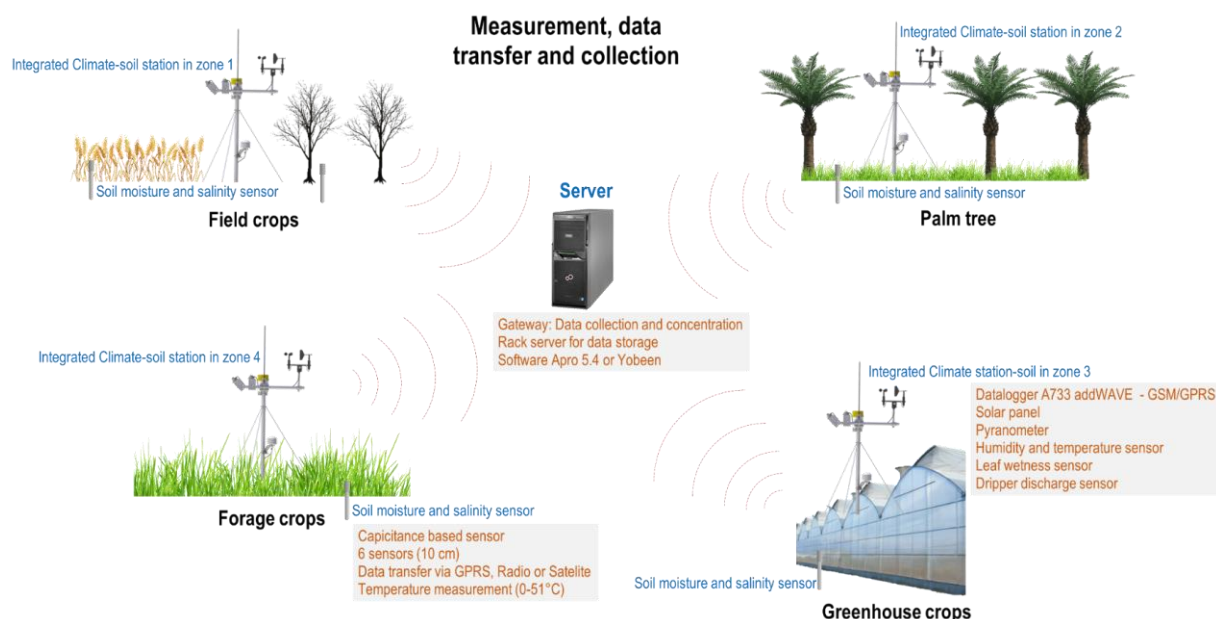 Measurement, data
transfer and collection
Integrated Climate-soil station in zone 1
Soil moisture and salinity sensor
Field crops
Integrated Climate-soil station in zone 2
Soil moisture and salinity sensor
Palm tree
Server
Gateway: Data collection and concentration
Rack server for data storage
Software Apro 5.4 or Yobeen
Integrated Climate-soil station in zone 4
Forage crops
Soil moisture and salinity sensor
Capicitance based sensor
6 sensors (10 cm)
Data transfer via GPRS, Radio or Satelite
Temperature measurement (0-51°C)
Integrated Climate station-soil in zone 3
Datalogger A733 addWAVE - GSM/GPRS
Solar panel
Pyranometer
Humidity and temperature sensor
Leaf wetness sensor
Dripper discharge sensor
Soil moisture and salinity sensor
Greenhouse crops